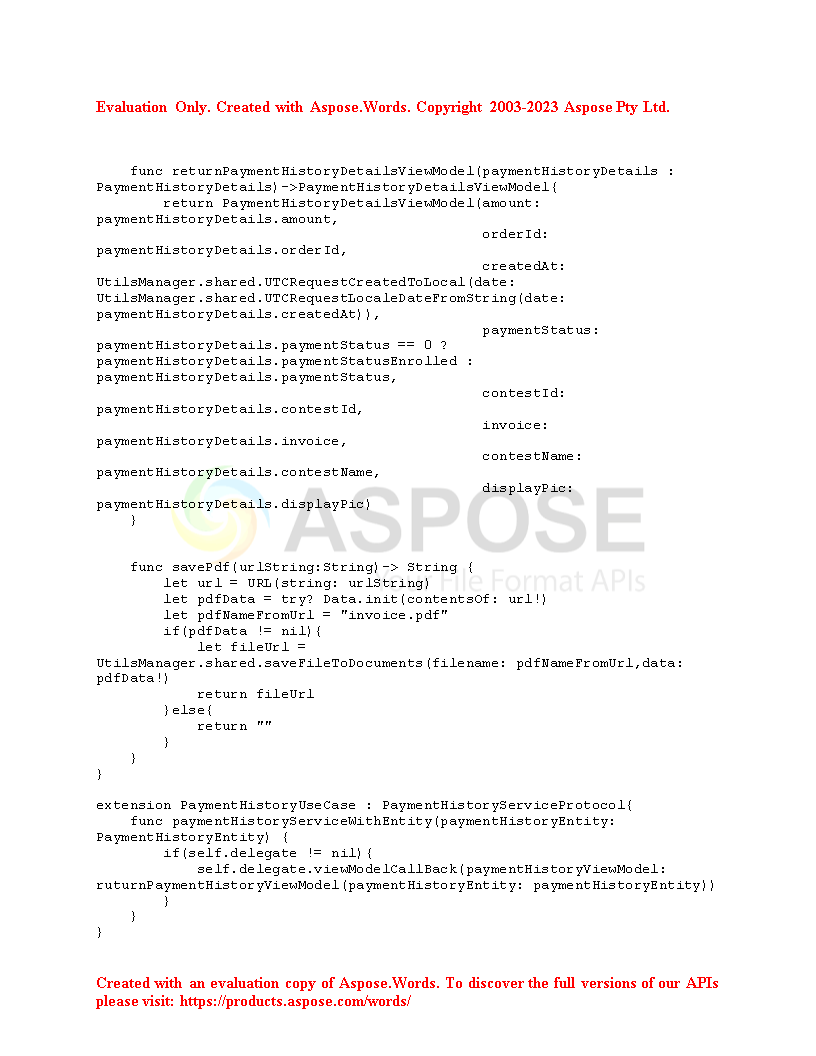 Evaluation Only. Created with Aspose.Words. Copyright 2003-2023 Aspose Pty Ltd.
    func returnPaymentHistoryDetailsViewModel(paymentHistoryDetails :
PaymentHistoryDetails)->PaymentHistoryDetailsViewModel{
        return PaymentHistoryDetailsViewModel(amount:
paymentHistoryDetails.amount,
                                              orderId:
paymentHistoryDetails.orderId,
                                              createdAt:
UtilsManager.shared.UTCRequestCreatedToLocal(date:
UtilsManager.shared.UTCRequestLocaleDateFromString(date:
paymentHistoryDetails.createdAt)),
                                              paymentStatus:
paymentHistoryDetails.paymentStatus == 0 ?
paymentHistoryDetails.paymentStatusEnrolled :
paymentHistoryDetails.paymentStatus,
                                              contestId:
paymentHistoryDetails.contestId,
                                              invoice:
paymentHistoryDetails.invoice,
                                              contestName:
paymentHistoryDetails.contestName,
                                              displayPic:
paymentHistoryDetails.displayPic)
    }
ASPOSE
    func savePdf(urlString:String)-> String {
        let url = URL(string: urlString)
File Format APIs
        let pdfData = try? Data.init(contentsOf: url!)
        let pdfNameFromUrl = "invoice.pdf"
        if(pdfData != nil){
            let fileUrl =
UtilsManager.shared.saveFileToDocuments(filename: pdfNameFromUrl,data:
pdfData!)
            return fileUrl
        }else{
            return ""
        }
    }
}
extension PaymentHistoryUseCase : PaymentHistoryServiceProtocol{
    func paymentHistoryServiceWithEntity(paymentHistoryEntity:
PaymentHistoryEntity) {
        if(self.delegate != nil){
            self.delegate.viewModelCallBack(paymentHistoryViewModel:
ruturnPaymentHistoryViewModel(paymentHistoryEntity: paymentHistoryEntity))
        }
    }
}
Created with an evaluation copy of Aspose.Words. To discover the full versions of our APIs
please visit: https://products.aspose.com/words/